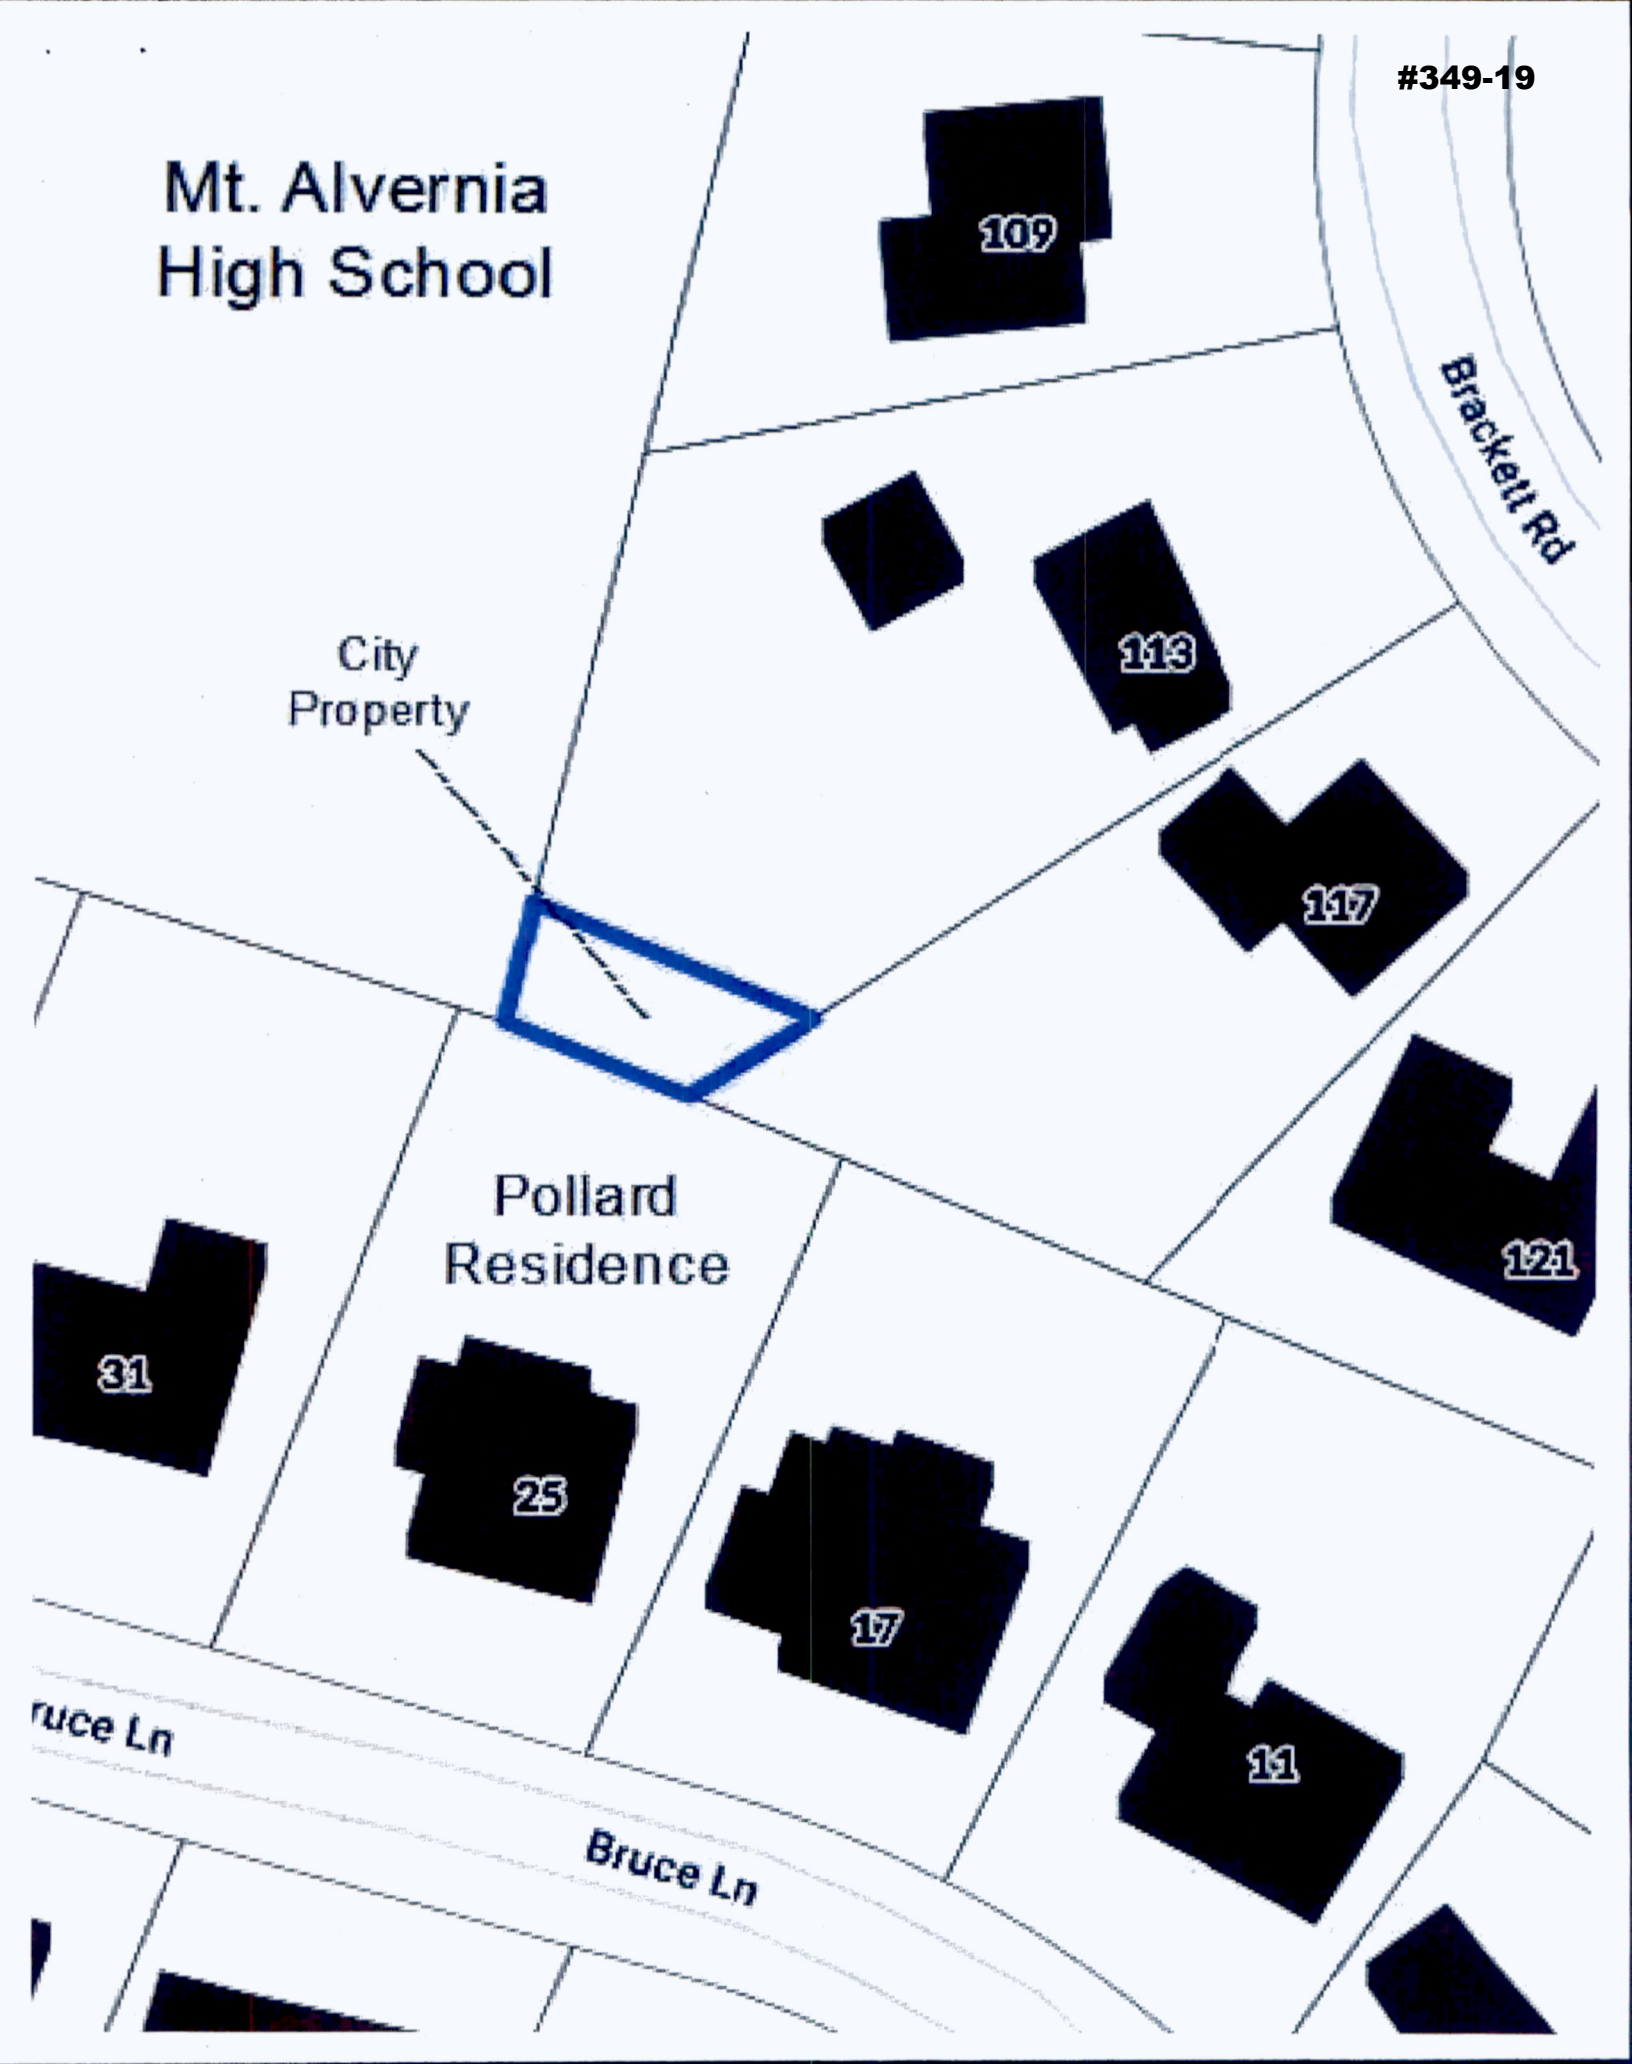 #349-19
Mt. Alvernia
High School
109
Brackett Rd
113
City
Property
117
Pollard
Residence
121
31
25
17
11
ruce Ln
Bruce Ln